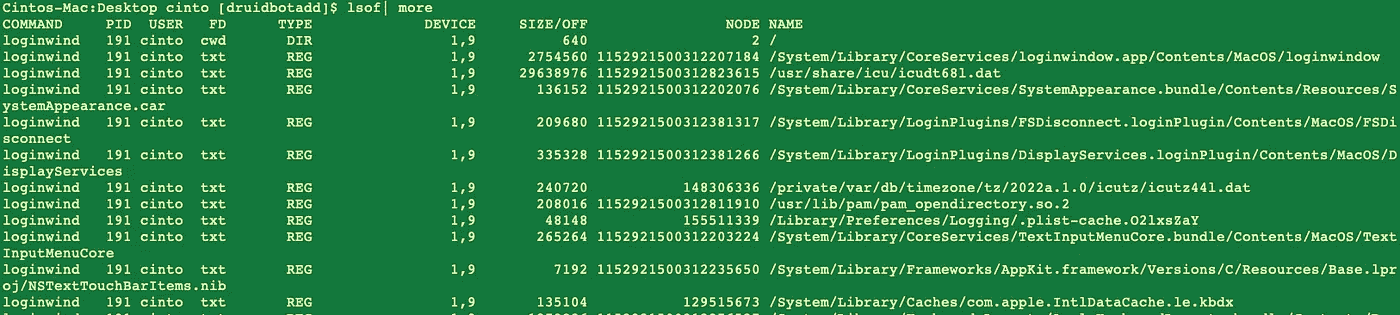 Cintos-Mac:Desktop cinto [druidbotadd]$ lsof| more
COMMAND PID USER FD TYPE DEVICE SIZE/OFF NODE NAME
loginwind 191 cinto cwd DIR 1,9 640 2 /
loginwind 191 cinto txt REG 1,9 2754560 1152921500312207184 /System/Library/CoreServices/loginwindow.app/Contents/MacOS/loginwindow
loginwind 191 cinto txt REG 1,9 29638976 1152921500312823615 /usr/share/icu/icudt68l.dat
loginwind 191 cinto txt REG 1,9 136152 1152921500312202076 /System/Library/CoreServices/SystemAppearance.bundle/Contents/Resources/S
ystemAppearance.car
loginwind 191 cinto txt REG 1,9 209680 1152921500312381317 /System/Library/LoginPlugins/FSDisconnect.loginPlugin/Contents/MacOS/FSDi
sconnect
loginwind 191 cinto txt REG 1,9 335328 1152921500312381266 /System/Library/LoginPlugins/DisplayServices.loginPlugin/Contents/MacOS/D
isplayServices
loginwind 191 cinto txt REG 1,9 240720 148306336 /private/var/db/timezone/tz/2022a.1.0/icutz/icutz44l.dat
loginwind 191 cinto txt REG 1,9 208016 1152921500312811910 /usr/lib/pam/pam_opendirectory.so.2
loginwind 191 cinto txt REG 1,9 48148 155511339 /Library/Preferences/Logging/.plist-cache.O2lxsZaY
loginwind 191 cinto txt REG 1,9 265264 1152921500312203224 /System/Library/CoreServices/TextInputMenuCore.bundle/Contents/MacOS/Text
InputMenuCore
loginwind 191 cinto txt REG 1,9 7192 1152921500312235650 /System/Library/Frameworks/AppKit.framework/Versions/C/Resources/Base.lpr
oj/NSTextTouchBarItems.nib
loginwind 191 cinto txt REG 1,9 135104 129515673 /System/Library/Caches/com.apple.IntlDataCache.le.kbdx